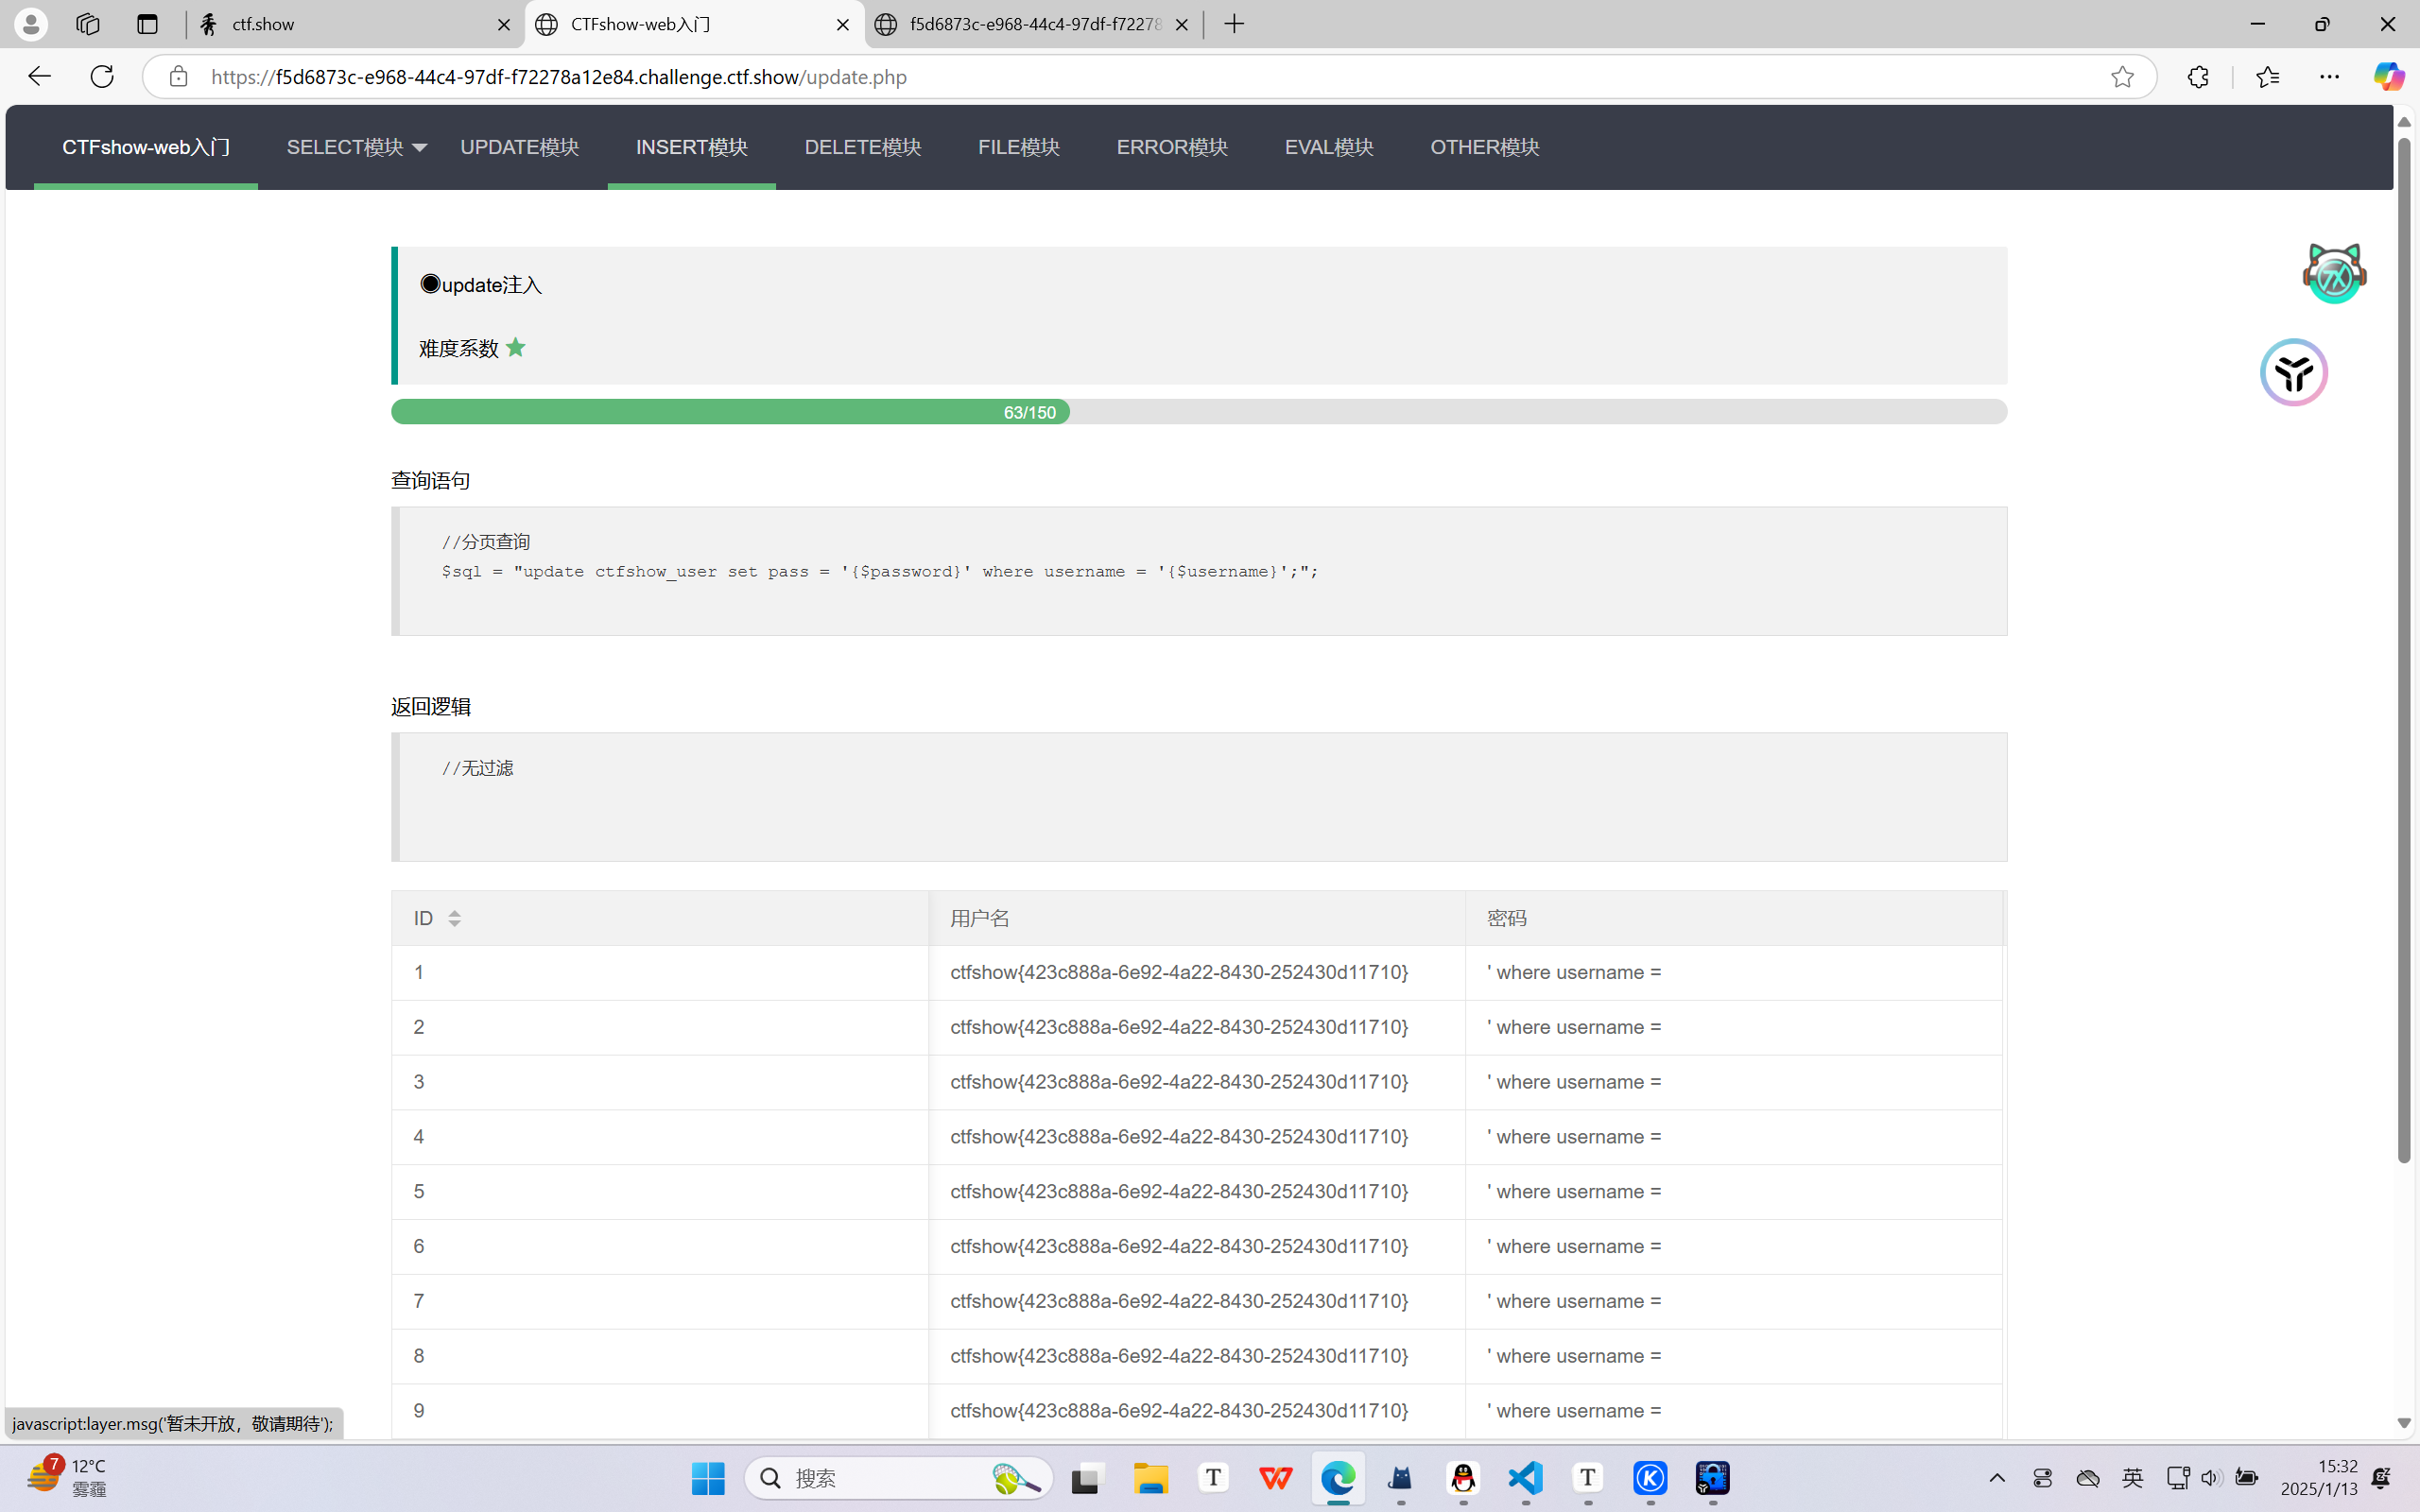 ctf.show
CTFshow-web入门
f5d6873c-e968-44c4-97df-f72278
https://f5d6873c-e968-44c4-97df-f72278a12e84.challenge.ctf.show/update.php
CTFshow-web入门 SELECT模块 UPDATE模块 INSERT模块 DELETE模块 FILE模块 ERROR模块 EVAL模块 OTHER模块
◉update注入
难度系数
63/150
查询语句
//分页查询
$sql = "update ctfshow_user set pass = '{$password}' where username = '{$username}';";
返回逻辑
//无过滤
ID 用户名 密码
1 ctfshow{423c888a-6e92-4a22-8430-252430d11710} ' where username =
2 ctfshow{423c888a-6e92-4a22-8430-252430d11710} ' where username =
3 ctfshow{423c888a-6e92-4a22-8430-252430d11710} ' where username =
4 ctfshow{423c888a-6e92-4a22-8430-252430d11710} ' where username =
5 ctfshow{423c888a-6e92-4a22-8430-252430d11710} ' where username =
6 ctfshow{423c888a-6e92-4a22-8430-252430d11710} ' where username =
7 ctfshow{423c888a-6e92-4a22-8430-252430d11710} ' where username =
8 ctfshow{423c888a-6e92-4a22-8430-252430d11710} ' where username =
9 ctfshow{423c888a-6e92-4a22-8430-252430d11710} ' where username =
javascript:layer.msg('暂未开放，敬请期待');
7
12°C
雾霾
搜索
英
15:32
2025/1/13